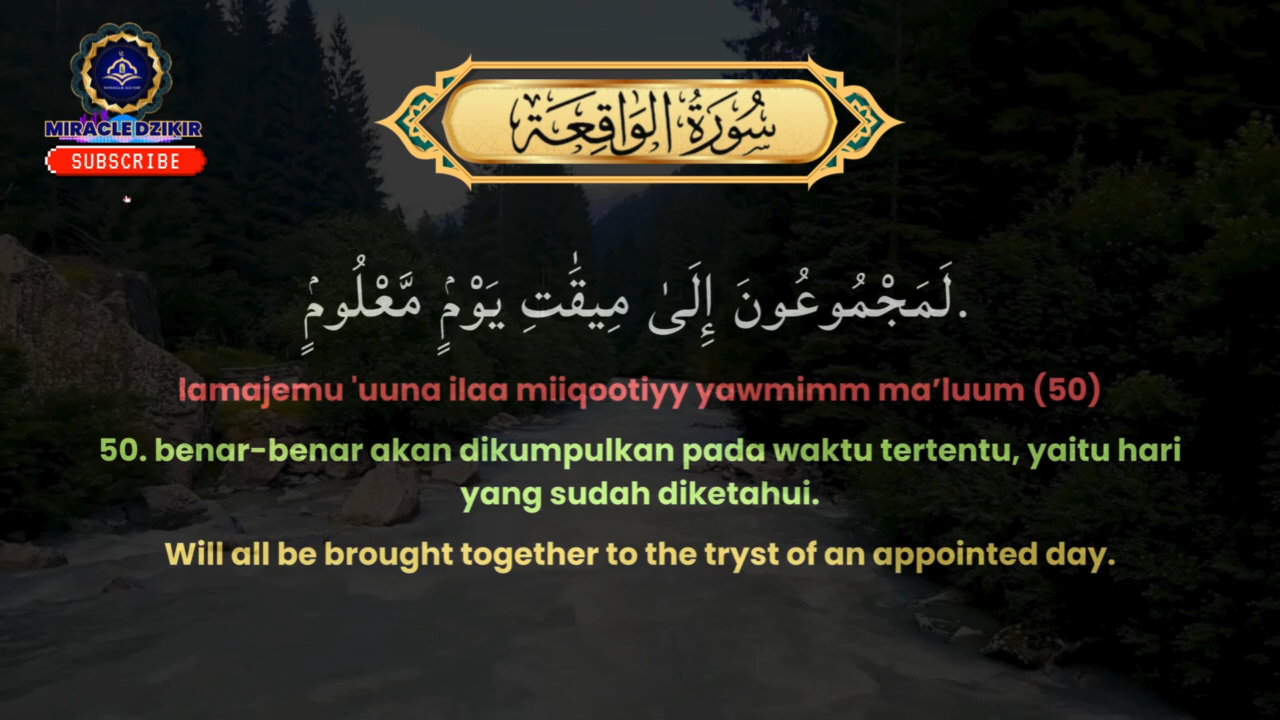 MIRACLE DZIKIR
MIRACLE DZIKIR
SUBSCRIBE
سُورَةُ الوَاقِعَة
لَمَجْمُوعُونَ إِلَىٰ مِيقَٰتِ يَوْمٍۢ مَّعْلُومٍۢ.
lamajemu 'uuna ilaa miiqootiyy yawmimm ma’luum (50)
50. benar-benar akan dikumpulkan pada waktu tertentu, yaitu hari
yang sudah diketahui.
Will all be brought together to the tryst of an appointed day.